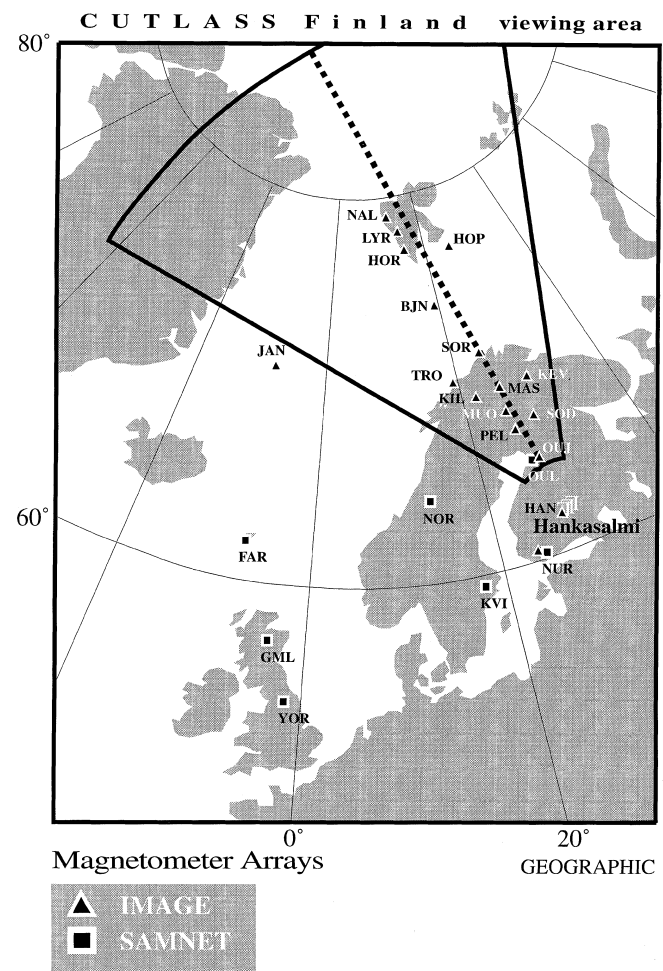 CUTLASS Finland viewing area
80°
NAL
LYR
HOP
HOR
BJN
JAN
SOR
TRO
KEV
MAS
KIL
MUO
SOD
PEL
OUJ
OUL
60°
NOR
HAN
Hankasalmi
FAR
NUR
KVI
GML
YOR
0°
20°
Magnetometer Arrays
GEOGRAPHIC
IMAGE
SAMNET